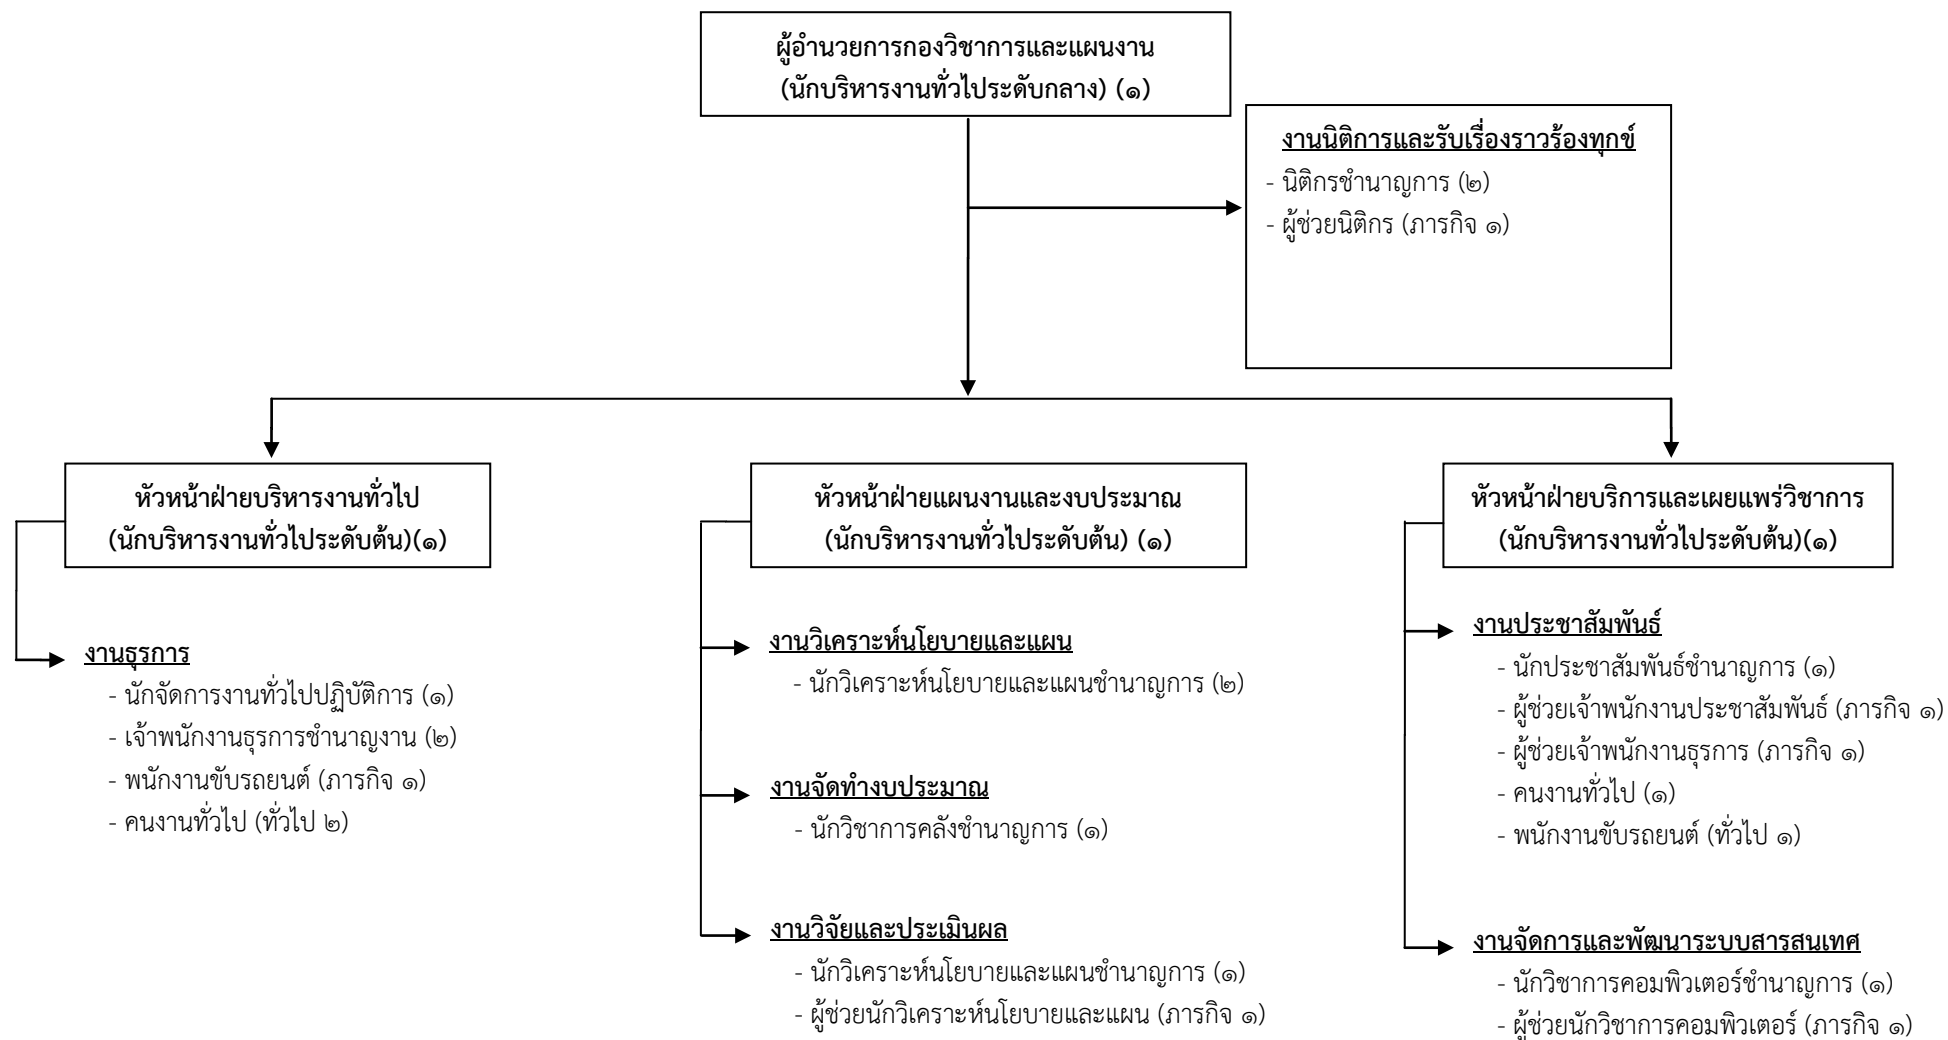 ผู้อำนวยการกองวิชาการและแผนงาน
(นักบริหารงานทั่วไประดับกลาง) (๑)
งานนิติการและรับเรื่องราวร้องทุกข์
- นิติกรชำนาญการ (๒)
- ผู้ช่วยนิติกร (ภารกิจ ๑)
หัวหน้าฝ่ายบริหารงานทั่วไป
(นักบริหารงานทั่วไประดับต้น)(๑)
งานธุรการ
- นักจัดการงานทั่วไปปฏิบัติการ (๑)
- เจ้าพนักงานธุรการชำนาญงาน (๒)
- พนักงานขับรถยนต์ (ภารกิจ ๑)
- คนงานทั่วไป (ทั่วไป ๒)
หัวหน้าฝ่ายแผนงานและงบประมาณ
(นักบริหารงานทั่วไประดับต้น) (๑)
งานวิเคราะห์นโยบายและแผน
- นักวิเคราะห์นโยบายและแผนชำนาญการ (๒)
งานจัดทำงบประมาณ
- นักวิชาการคลังชำนาญการ (๑)
งานวิจัยและประเมินผล
- นักวิเคราะห์นโยบายและแผนชำนาญการ (๑)
- ผู้ช่วยนักวิเคราะห์นโยบายและแผน (ภารกิจ ๑)
หัวหน้าฝ่ายบริการและเผยแพร่วิชาการ
(นักบริหารงานทั่วไประดับต้น)(๑)
งานประชาสัมพันธ์
- นักประชาสัมพันธ์ชำนาญการ (๑)
- ผู้ช่วยเจ้าพนักงานประชาสัมพันธ์ (ภารกิจ ๑)
- ผู้ช่วยเจ้าพนักงานธุรการ (ภารกิจ ๑)
- คนงานทั่วไป (๑)
- พนักงานขับรถยนต์ (ทั่วไป ๑)
งานจัดการและพัฒนาระบบสารสนเทศ
- นักวิชาการคอมพิวเตอร์ชำนาญการ (๑)
- ผู้ช่วยนักวิชาการคอมพิวเตอร์ (ภารกิจ ๑)